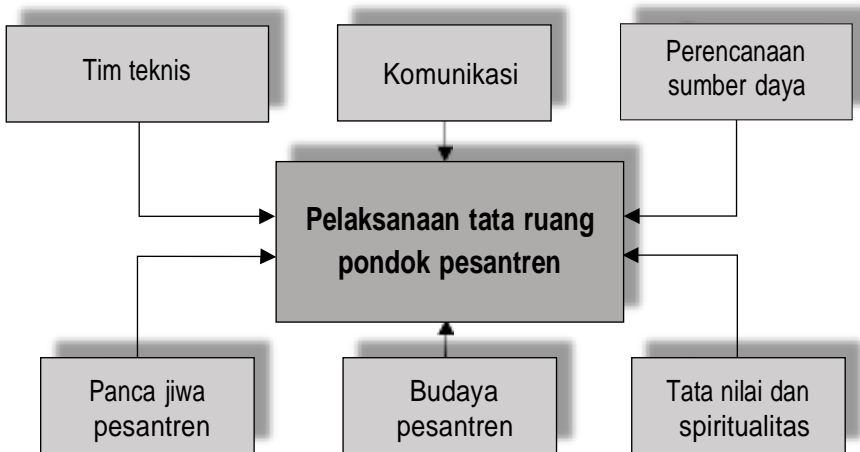 Tim teknis
Komunikasi
Perencanaan
sumber daya
Pelaksanaan tata ruang
pondok pesantren
Panca jiwa
pesantren
Budaya
pesantren
Tata nilai dan
spiritualitas